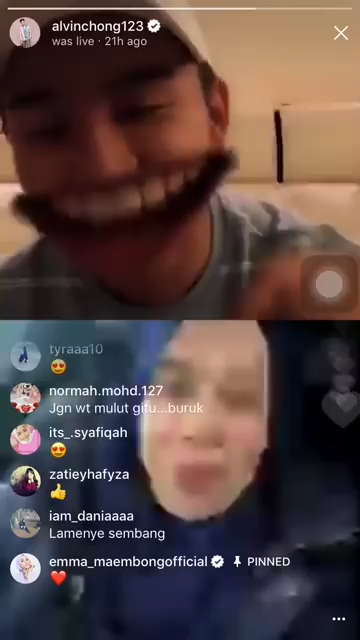 alvinchong123
was live · 21h ago
tyraaa10
😍
normah.mohd.127
Jgn wt mulut gitu...buruk
its_.syafiqah
😍
zatieyhafyza
👍
iam_daniaaaa
Lamenye sembang
emma_maembongofficial PINNED
❤️